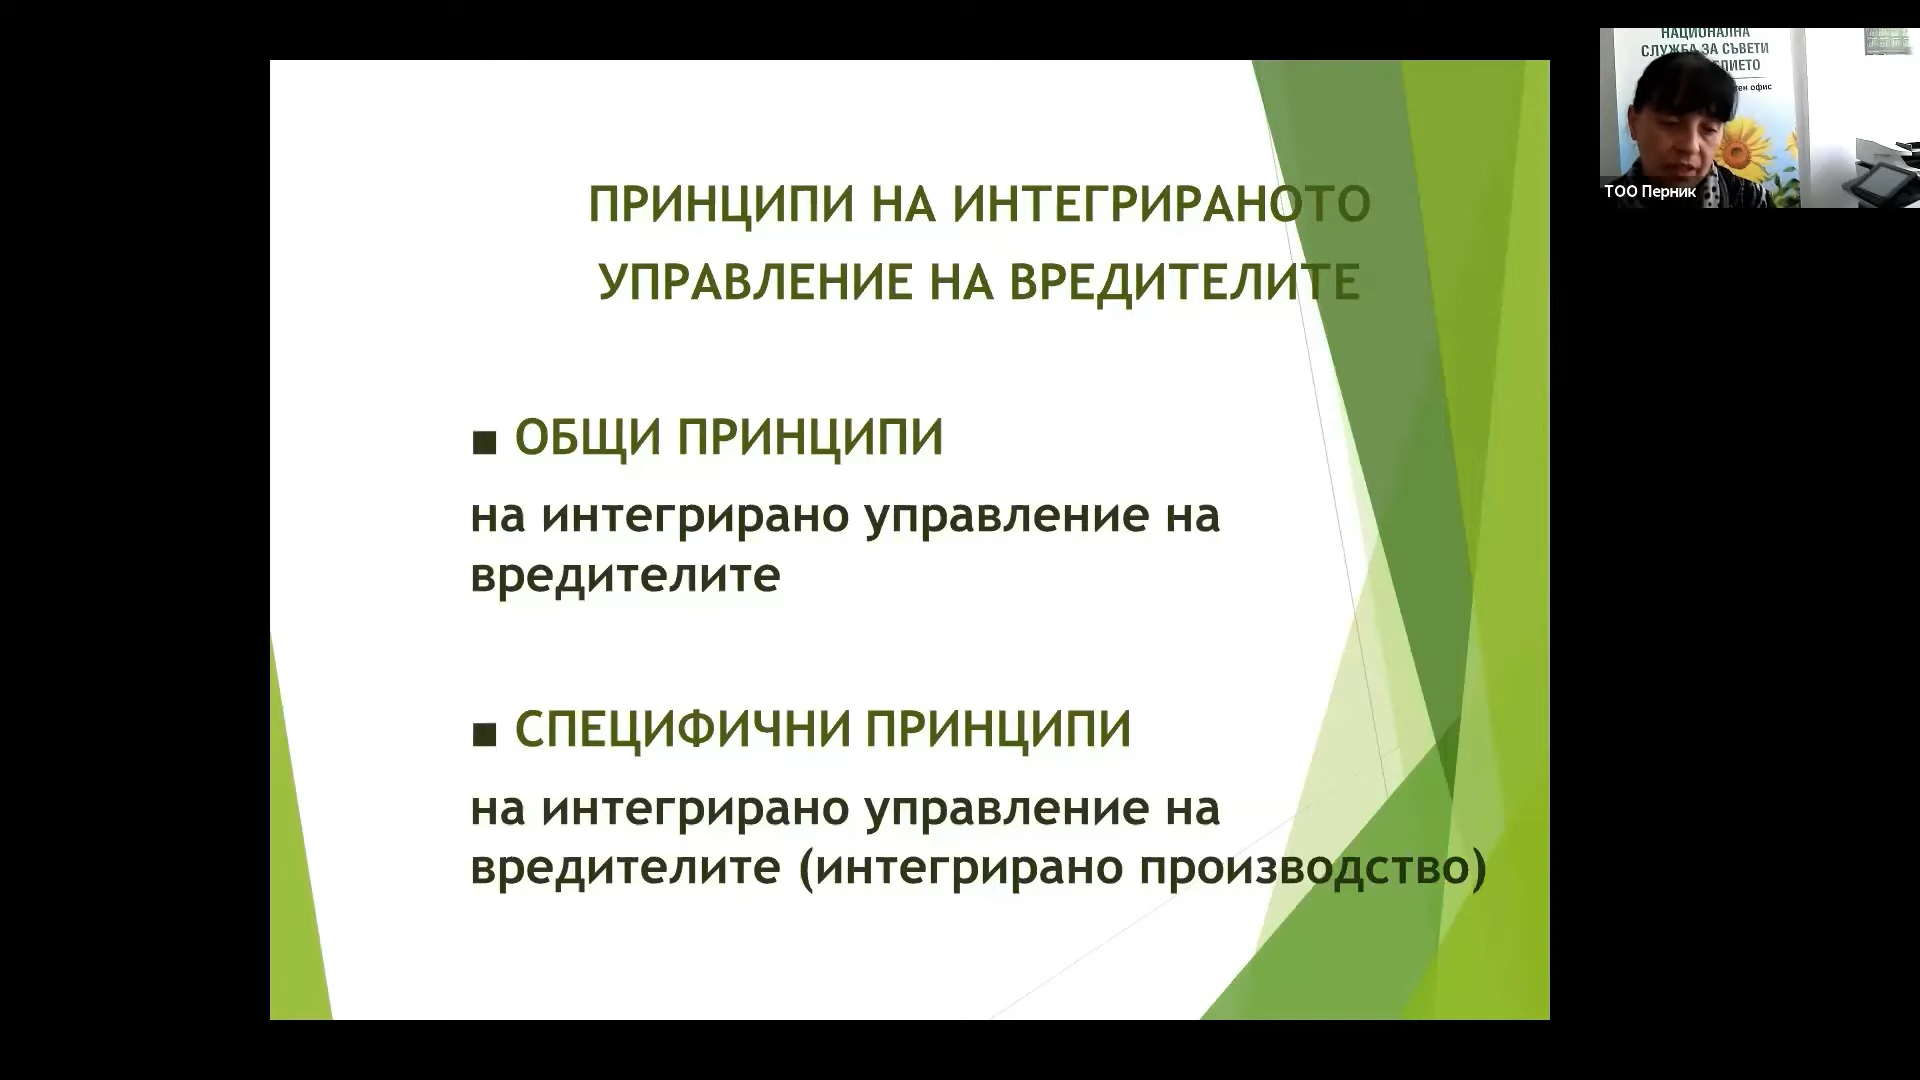 ПРИНЦИПИ НА ИНТЕГРИРАНОТО
УПРАВЛЕНИЕ НА ВРЕДИТЕЛИТЕ
■ ОБЩИ ПРИНЦИПИ
на интегрирано управление на
вредителите
■ СПЕЦИФИЧНИ ПРИНЦИПИ
на интегрирано управление на
вредителите (интегрирано производство)
НАЦИОНАЛНА
СЛУЖБА ЗА СЪВЕТИ
офис
ТОО Перник